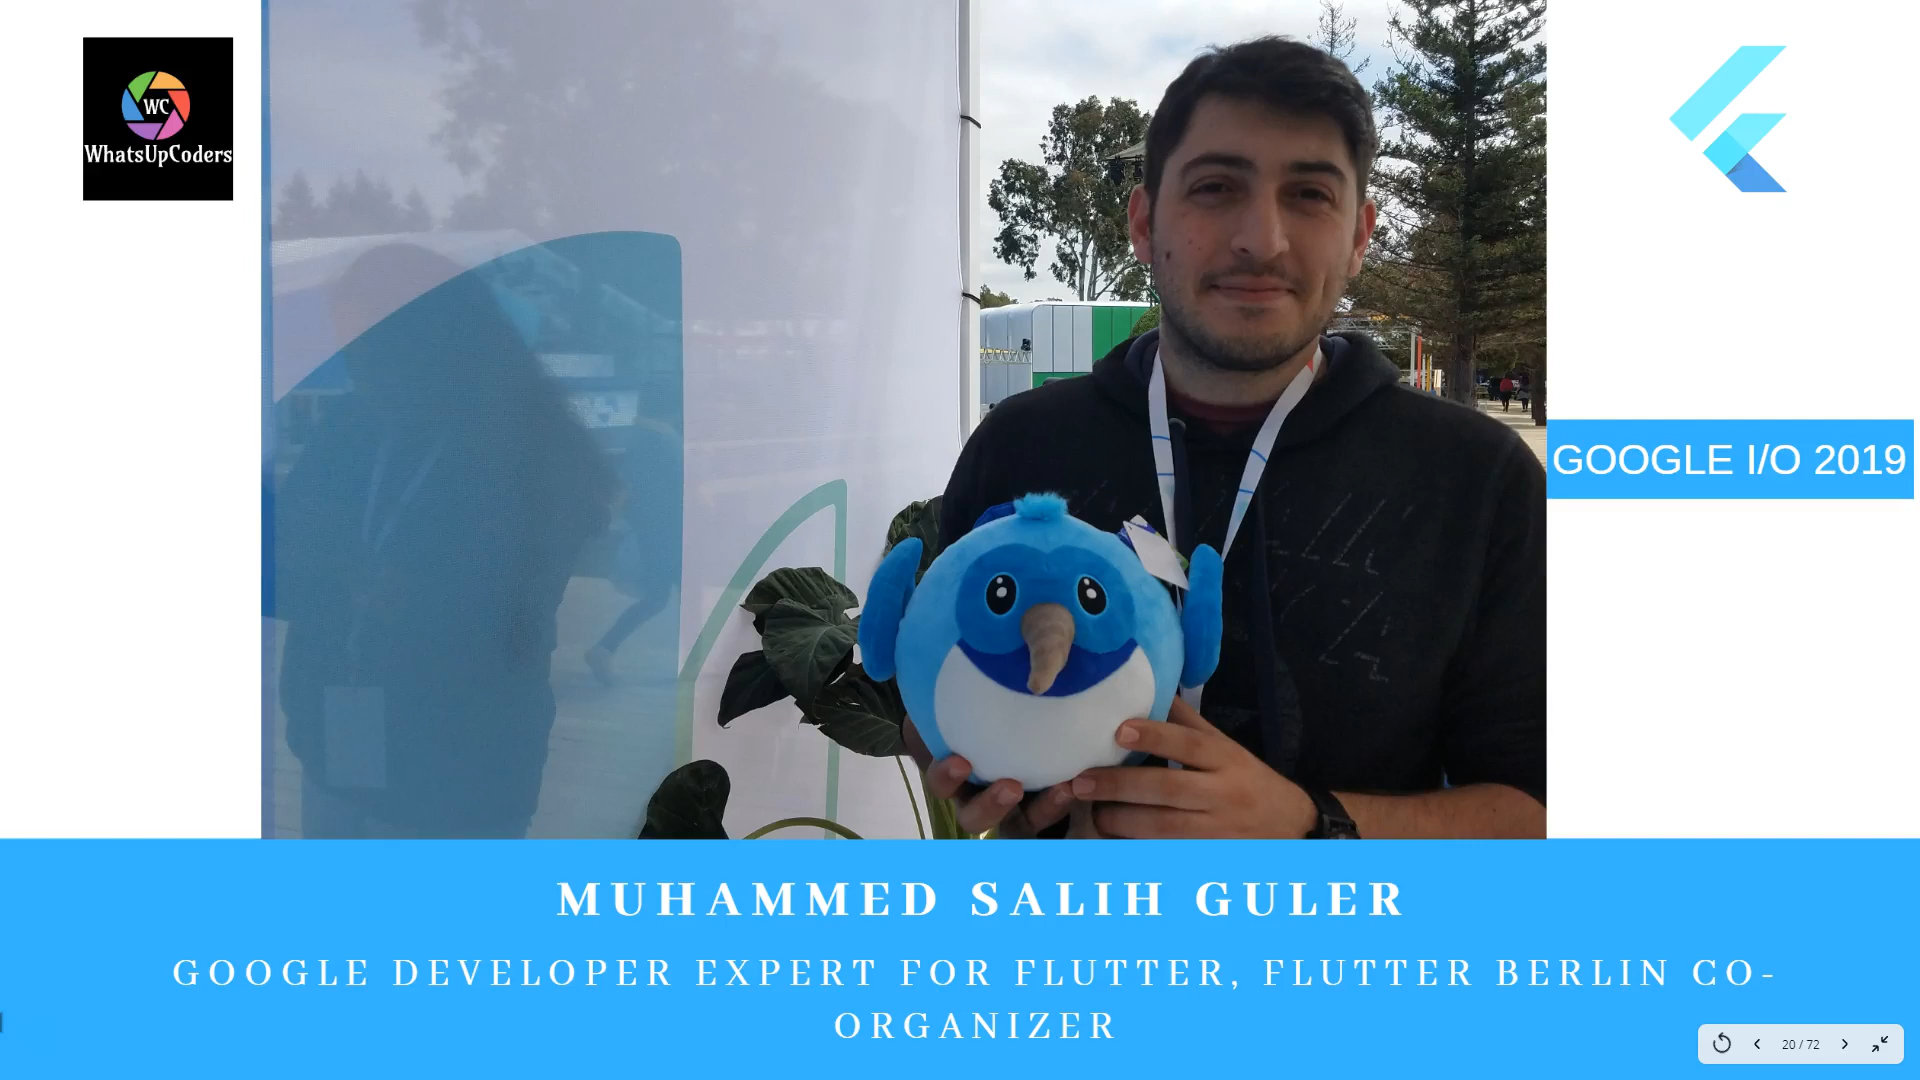 WC
WhatsUpCoders
GOOGLE I/O 2019
MUHAMMED SALIH GULER
GOOGLE DEVELOPER EXPERT FOR FLUTTER, FLUTTER BERLIN CO-
ORGANIZER
20 / 72